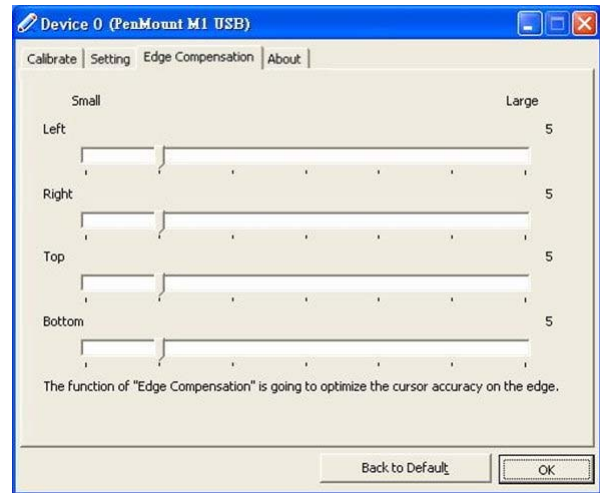 Device 0 (PenMount M1 USB)
Calibrate Setting Edge Compensation About
Small Large
Left 5
Right 5
Top 5
Bottom 5
The function of "Edge Compensation" is going to optimize the cursor accuracy on the edge.
Back to Default OK